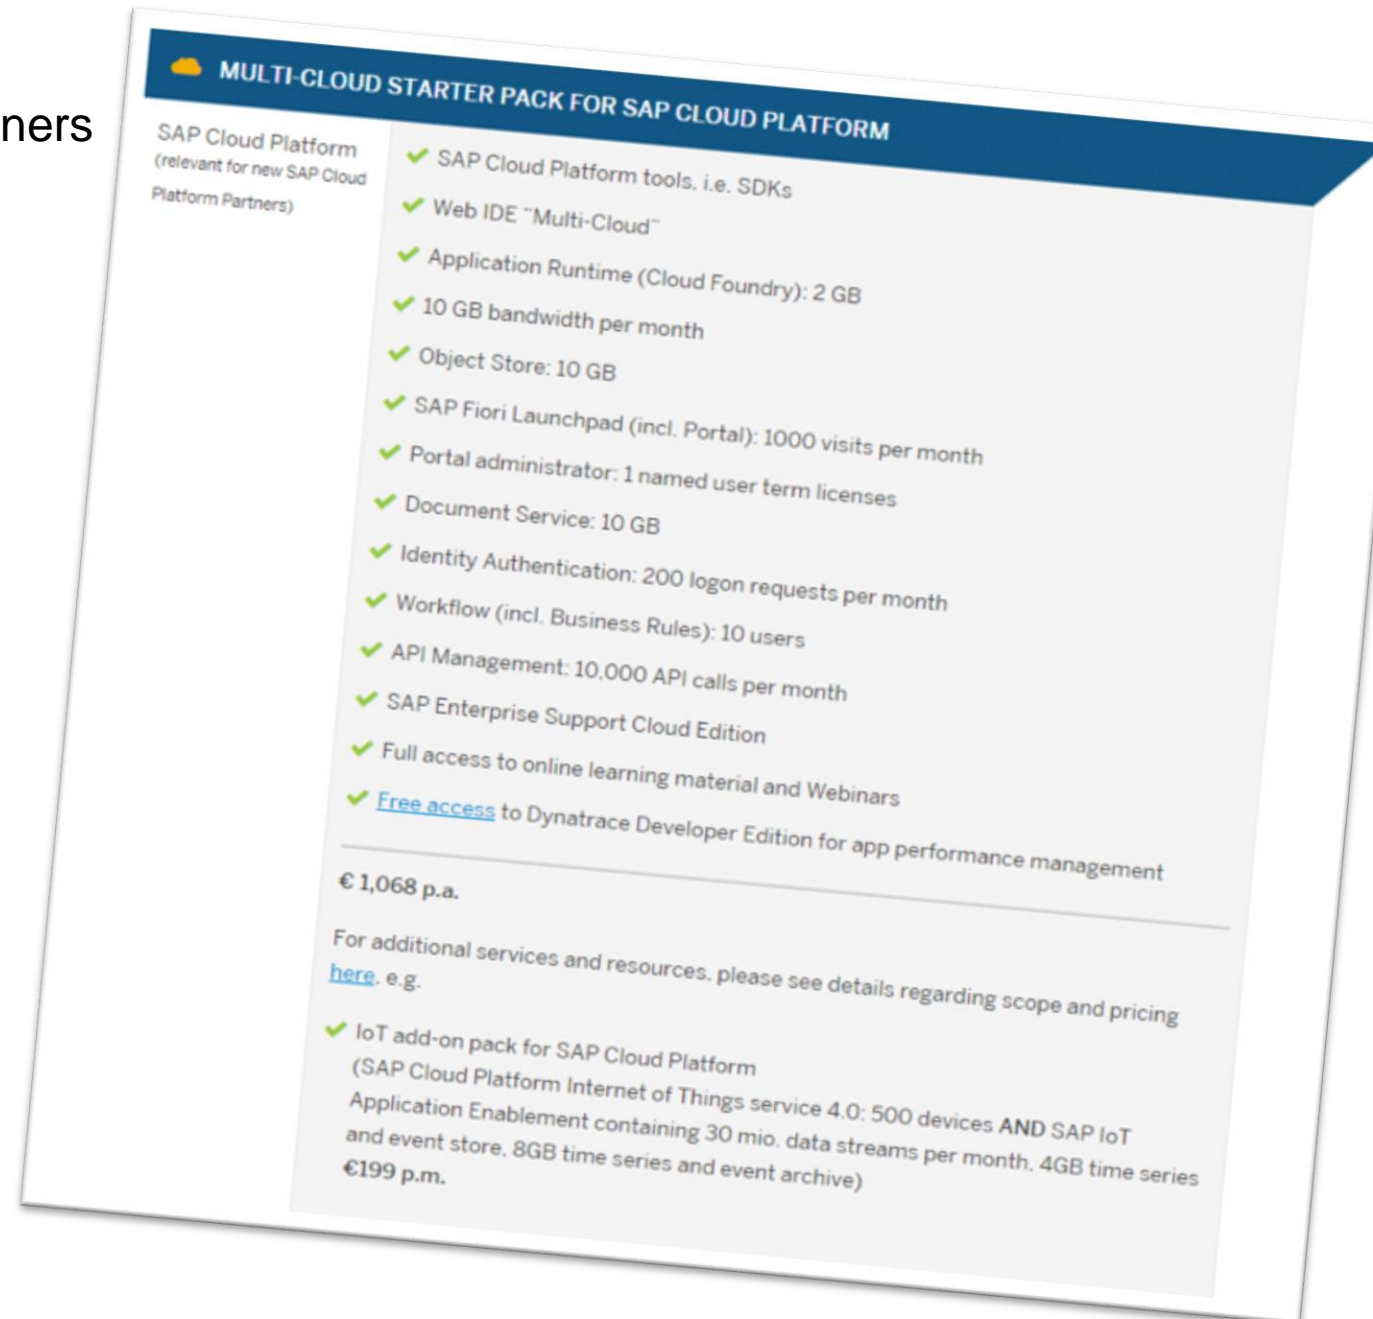 ners
MULTI-CLOUD STARTER PACK FOR SAP CLOUD PLATFORM
SAP Cloud Platform
(relevant for new SAP Cloud
Platform Partners)
SAP Cloud Platform tools, i.e. SDKs
Web IDE "Multi-Cloud"
Application Runtime (Cloud Foundry): 2 GB
10 GB bandwidth per month
Object Store: 10 GB
SAP Fiori Launchpad (incl. Portal): 1000 visits per month
Portal administrator: 1 named user term licenses
Document Service: 10 GB
Identity Authentication: 200 logon requests per month
Workflow (incl. Business Rules): 10 users
API Management: 10,000 API calls per month
SAP Enterprise Support Cloud Edition
Full access to online learning material and Webinars
Free access to Dynatrace Developer Edition for app performance management
€ 1,068 p.a.
For additional services and resources, please see details regarding scope and pricing
here, e.g.
IoT add-on pack for SAP Cloud Platform
(SAP Cloud Platform Internet of Things service 4.0: 500 devices AND SAP IoT
Application Enablement containing 30 mio. data streams per month, 4GB time series
and event store, 8GB time series and event archive)
€199 p.m.